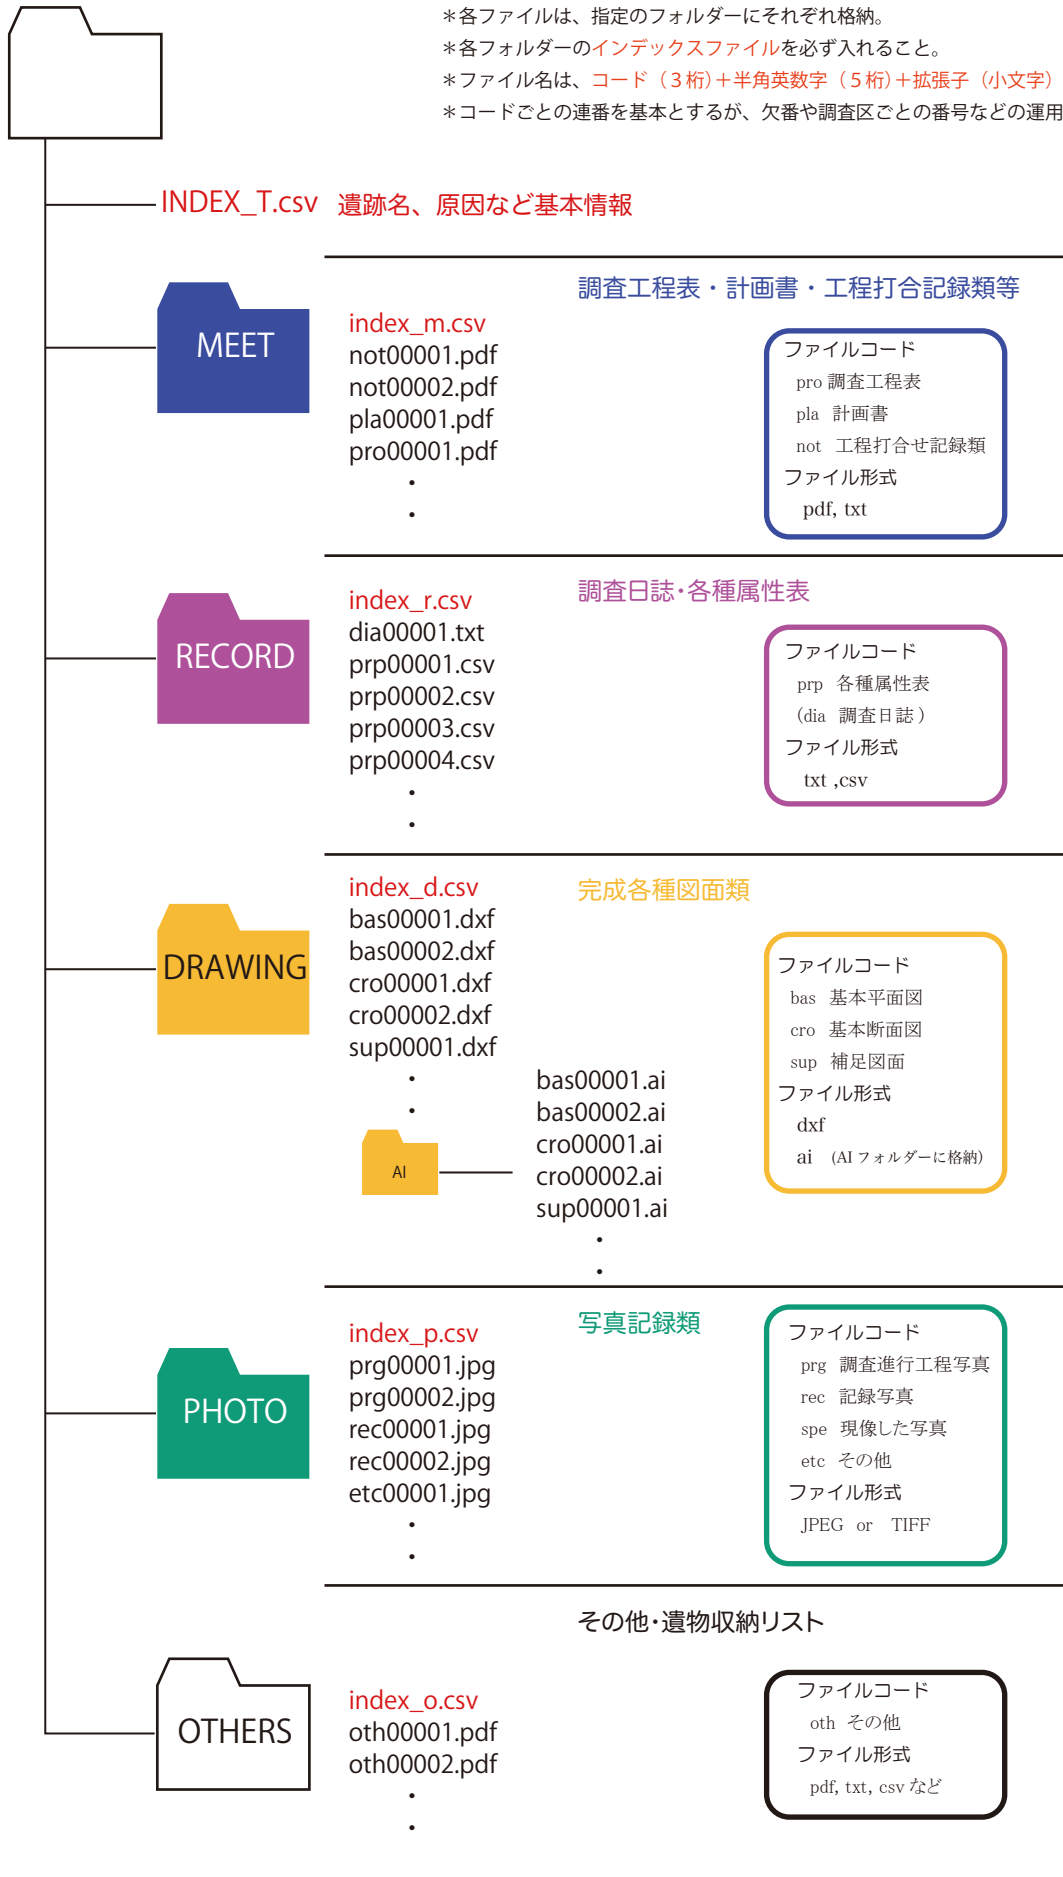 ＊各ファイルは、指定のフォルダーにそれぞれ格納。
＊各フォルダーのインデックスファイルを必ず入れること。
＊ファイル名は、コード（３桁）＋半角英数字（５桁）＋拡張子（小文字）
＊コードごとの連番を基本とするが、欠番や調査区ごとの番号などの運用
INDEX_T.csv 遺跡名、原因など基本情報
調査工程表・計画書・工程打合記録類等
MEET
index_m.csv
not00001.pdf
not00002.pdf
pla00001.pdf
pro00001.pdf
・
・
ファイルコード
pro 調査工程表
pla 計画書
not 工程打合せ記録類
ファイル形式
pdf, txt
調査日誌・各種属性表
RECORD
index_r.csv
dia00001.txt
prp00001.csv
prp00002.csv
prp00003.csv
prp00004.csv
・
・
ファイルコード
prp 各種属性表
（dia 調査日誌）
ファイル形式
txt ,csv
完成各種図面類
DRAWING
index_d.csv
bas00001.dxf
bas00002.dxf
cro00001.dxf
cro00002.dxf
sup00001.dxf
・
・
AI
bas00001.ai
bas00002.ai
cro00001.ai
cro00002.ai
sup00001.ai
・
・
ファイルコード
bas 基本平面図
cro 基本断面図
sup 補足図面
ファイル形式
dxf
ai (AI フォルダーに格納)
写真記録類
PHOTO
index_p.csv
prg00001.jpg
prg00002.jpg
rec00001.jpg
rec00002.jpg
etc00001.jpg
・
・
ファイルコード
prg 調査進行工程写真
rec 記録写真
spe 現像した写真
etc その他
ファイル形式
JPEG or TIFF
その他・遺物収納リスト
OTHERS
index_o.csv
oth00001.pdf
oth00002.pdf
・
・
ファイルコード
oth その他
ファイル形式
pdf, txt, csv など